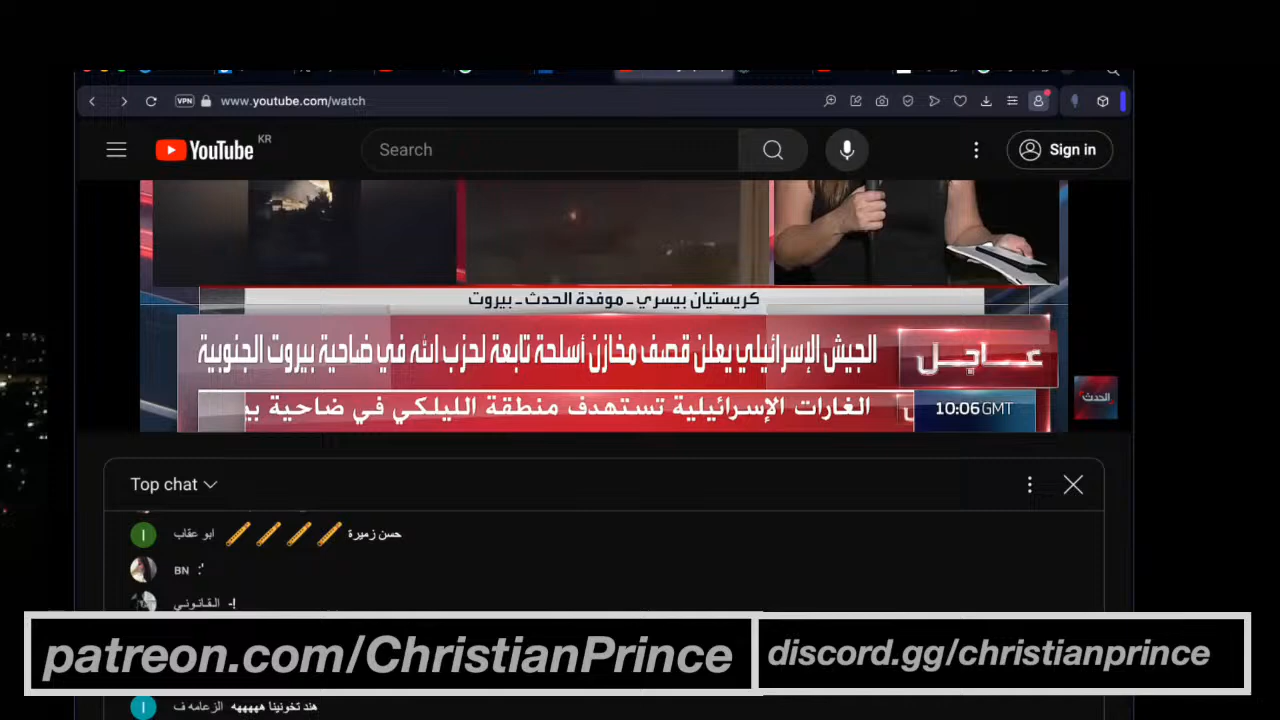 VPN
www.youtube.com/watch
YouTube KR
Search
Sign in
كريستيان بيسري - موفدة الحدث - بيروت
عاجل
الجيش الإسرائيلي يعلن قصف مخازن أسلحة تابعة لحزب الله في ضاحية بيروت الجنوبية
10:06GMT
الغارات الإسرائيلية تستهدف منطقة الليلكي في ضاحية بي
الحدث
Top chat
ابو عقاب حسن زميرة
BN :'
القانوني -!
patreon.com/ChristianPrince
discord.gg/christianprince
الزعامه ف هند تخونينا هههههه